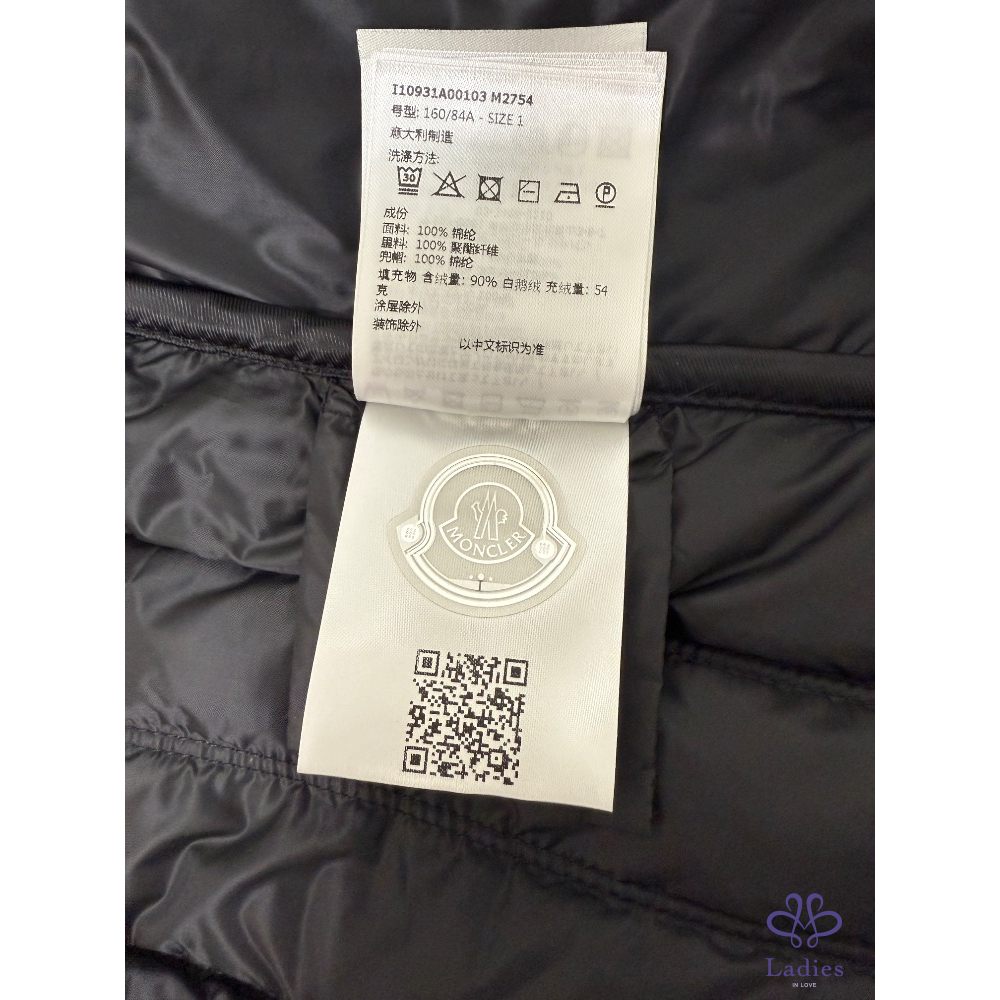 I10931A00103 M2754
号型: 160/84A - SIZE 1
意大利制造
洗涤方法:
30
P
成份
面料: 100% 锦纶
里料: 100% 聚酯纤维
兜帽: 100% 锦纶
填充物 含绒量: 90% 白鹅绒 充绒量: 54
克
涂层除外
装饰除外
以中文标识为准
MONCLER
Ladies
IN LOVE